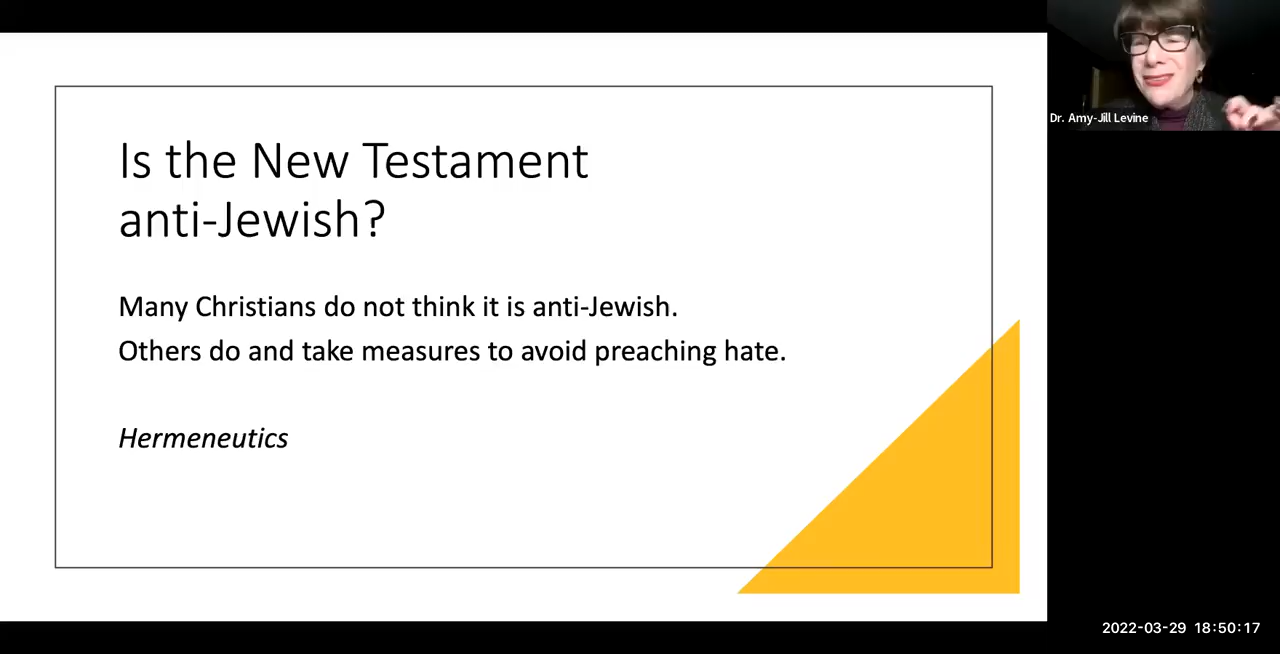 Is the New Testament
anti-Jewish?
Many Christians do not think it is anti-Jewish.
Others do and take measures to avoid preaching hate.
Hermeneutics
Dr. Amy-Jill Levine
2022-03-29 18:50:17